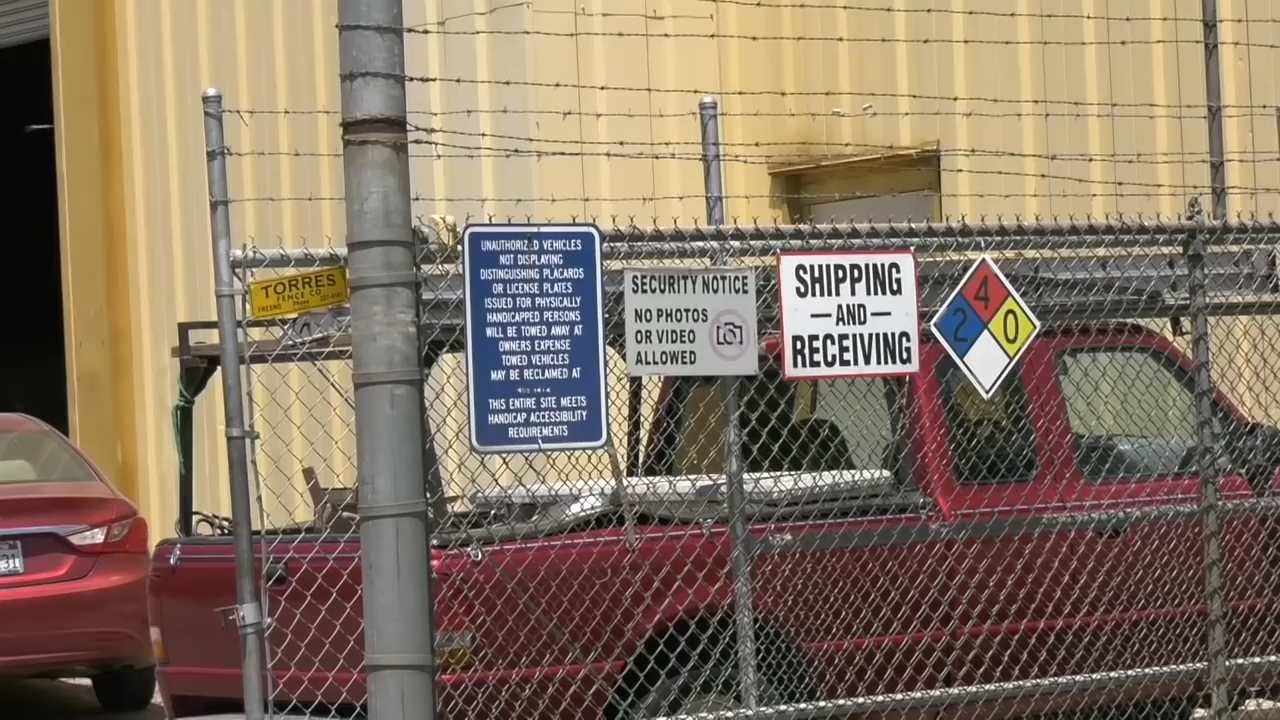 TORRES
FENCE CO.
FRESNO Phone
UNAUTHORIZED VEHICLES
NOT DISPLAYING
DISTINGUISHING PLACARDS
OR LICENSE PLATES
ISSUED FOR PHYSICALLY
HANDICAPPED PERSONS
WILL BE TOWED AWAY AT
OWNERS EXPENSE
TOWED VEHICLES
MAY BE RECLAIMED AT
THIS ENTIRE SITE MEETS
HANDICAP ACCESSIBILITY
REQUIREMENTS
SECURITY NOTICE
NO PHOTOS
OR VIDEO
ALLOWED
SHIPPING
—AND—
RECEIVING
4
2 0